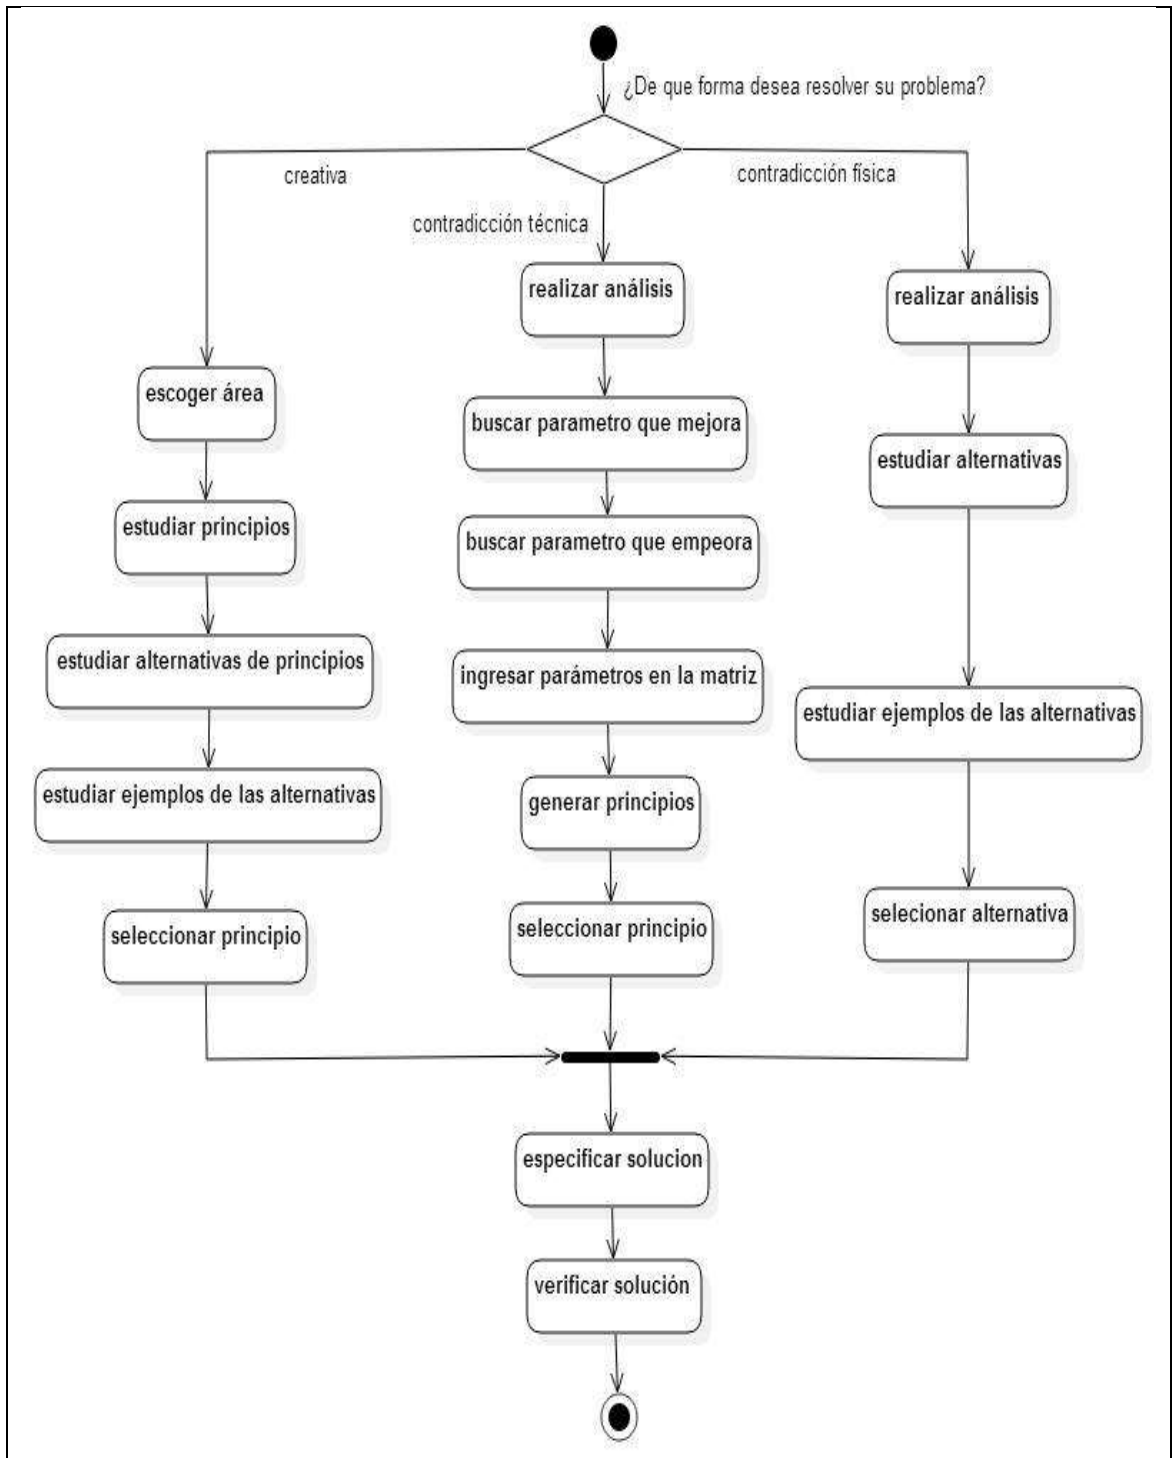 ¿De que forma desea resolver su problema?
creativa
contradicción técnica
contradicción física
escoger área
estudiar principios
estudiar alternativas de principios
estudiar ejemplos de las alternativas
seleccionar principio
realizar análisis
buscar parametro que mejora
buscar parametro que empeora
ingresar parámetros en la matriz
generar principios
seleccionar principio
realizar análisis
estudiar alternativas
estudiar ejemplos de las alternativas
selecionar alternativa
especificar solucion
verificar solución